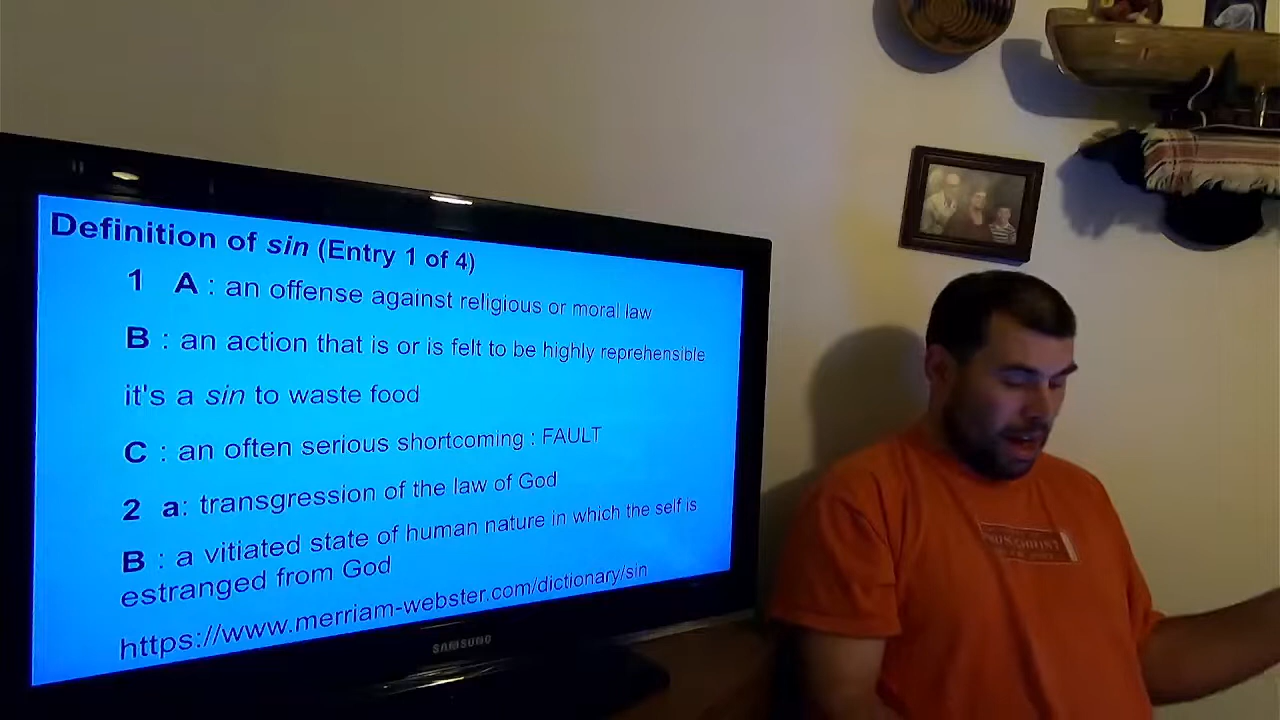 Definition of sin (Entry 1 of 4)
1 A : an offense against religious or moral law
B : an action that is or is felt to be highly reprehensible
it's a sin to waste food
C : an often serious shortcoming : FAULT
2 a: transgression of the law of God
B : a vitiated state of human nature in which the self is
estranged from God
https://www.merriam-webster.com/dictionary/sin
SAMSUNG